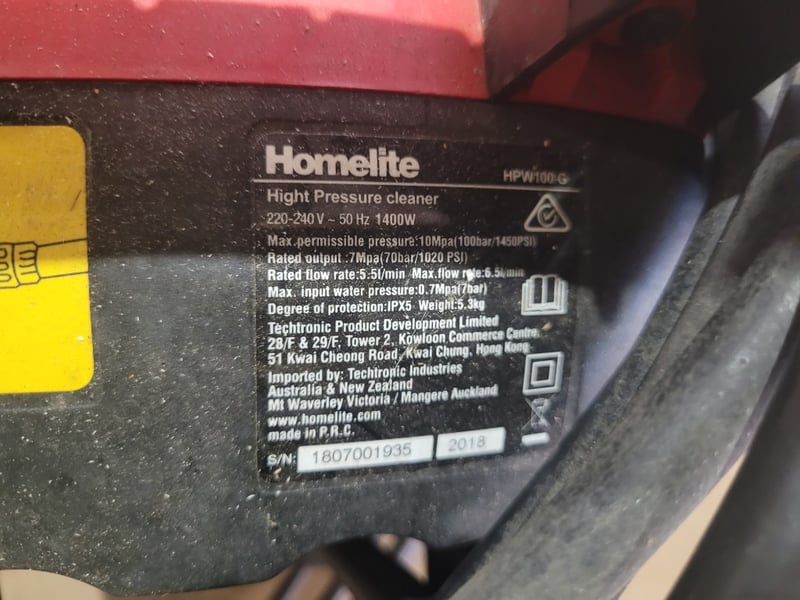 Homelite
HPW100-G
Hight Pressure cleaner
220-240 V ~ 50 Hz 1400W
Max.permissible pressure:10Mpa(100bar/1450PSI)
Rated output :7Mpa(70bar/1020 PSI)
Rated flow rate:5.5l/min Max.flow rate:6.5l/min
Max. input water pressure:0.7Mpa(7bar)
Degree of protection:IPX5 Weight:5.3kg
Techtronic Product Development Limited
28/F & 29/F, Tower 2, Kowloon Commerce Centre.
51 Kwai Cheong Road, Kwai Chung, Hong Kong
Imported by: Techtronic Industries
Australia & New Zealand
Mt Waverley Victoria / Mangere Auckland
www.homelite.com
made in P.R.C.
S/N: 1807001935 2018